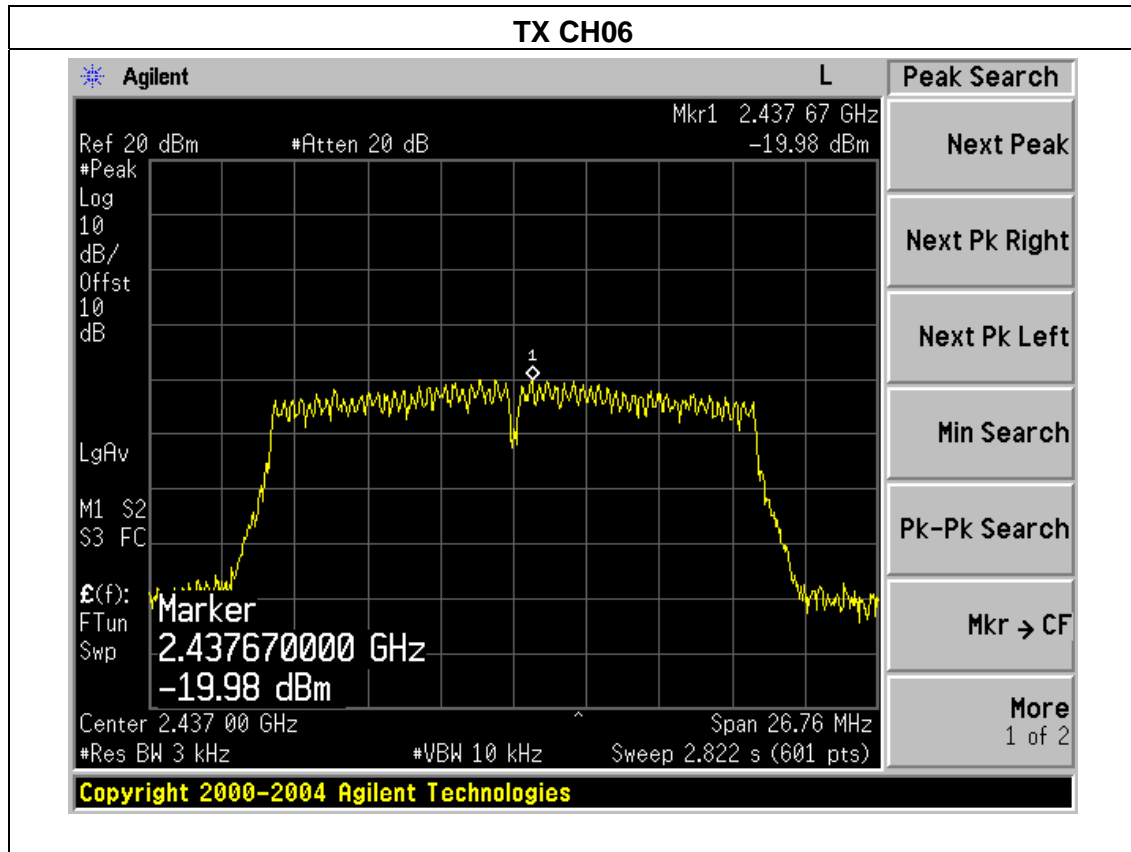 TX CH06
Agilent L Peak Search
Mkr1 2.437 67 GHz
Ref 20 dBm #Atten 20 dB -19.98 dBm
#Peak
Log
10
dB/
Offst
10
dB
1
LgAv
M1 S2
S3 FC
£(f):
FTun
Swp
Marker
2.437670000 GHz
-19.98 dBm
Center 2.437 00 GHz ^ Span 26.76 MHz
#Res BW 3 kHz #VBW 10 kHz Sweep 2.822 s (601 pts)
Copyright 2000-2004 Agilent Technologies
Next Peak
Next Pk Right
Next Pk Left
Min Search
Pk-Pk Search
Mkr → CF
More
1 of 2